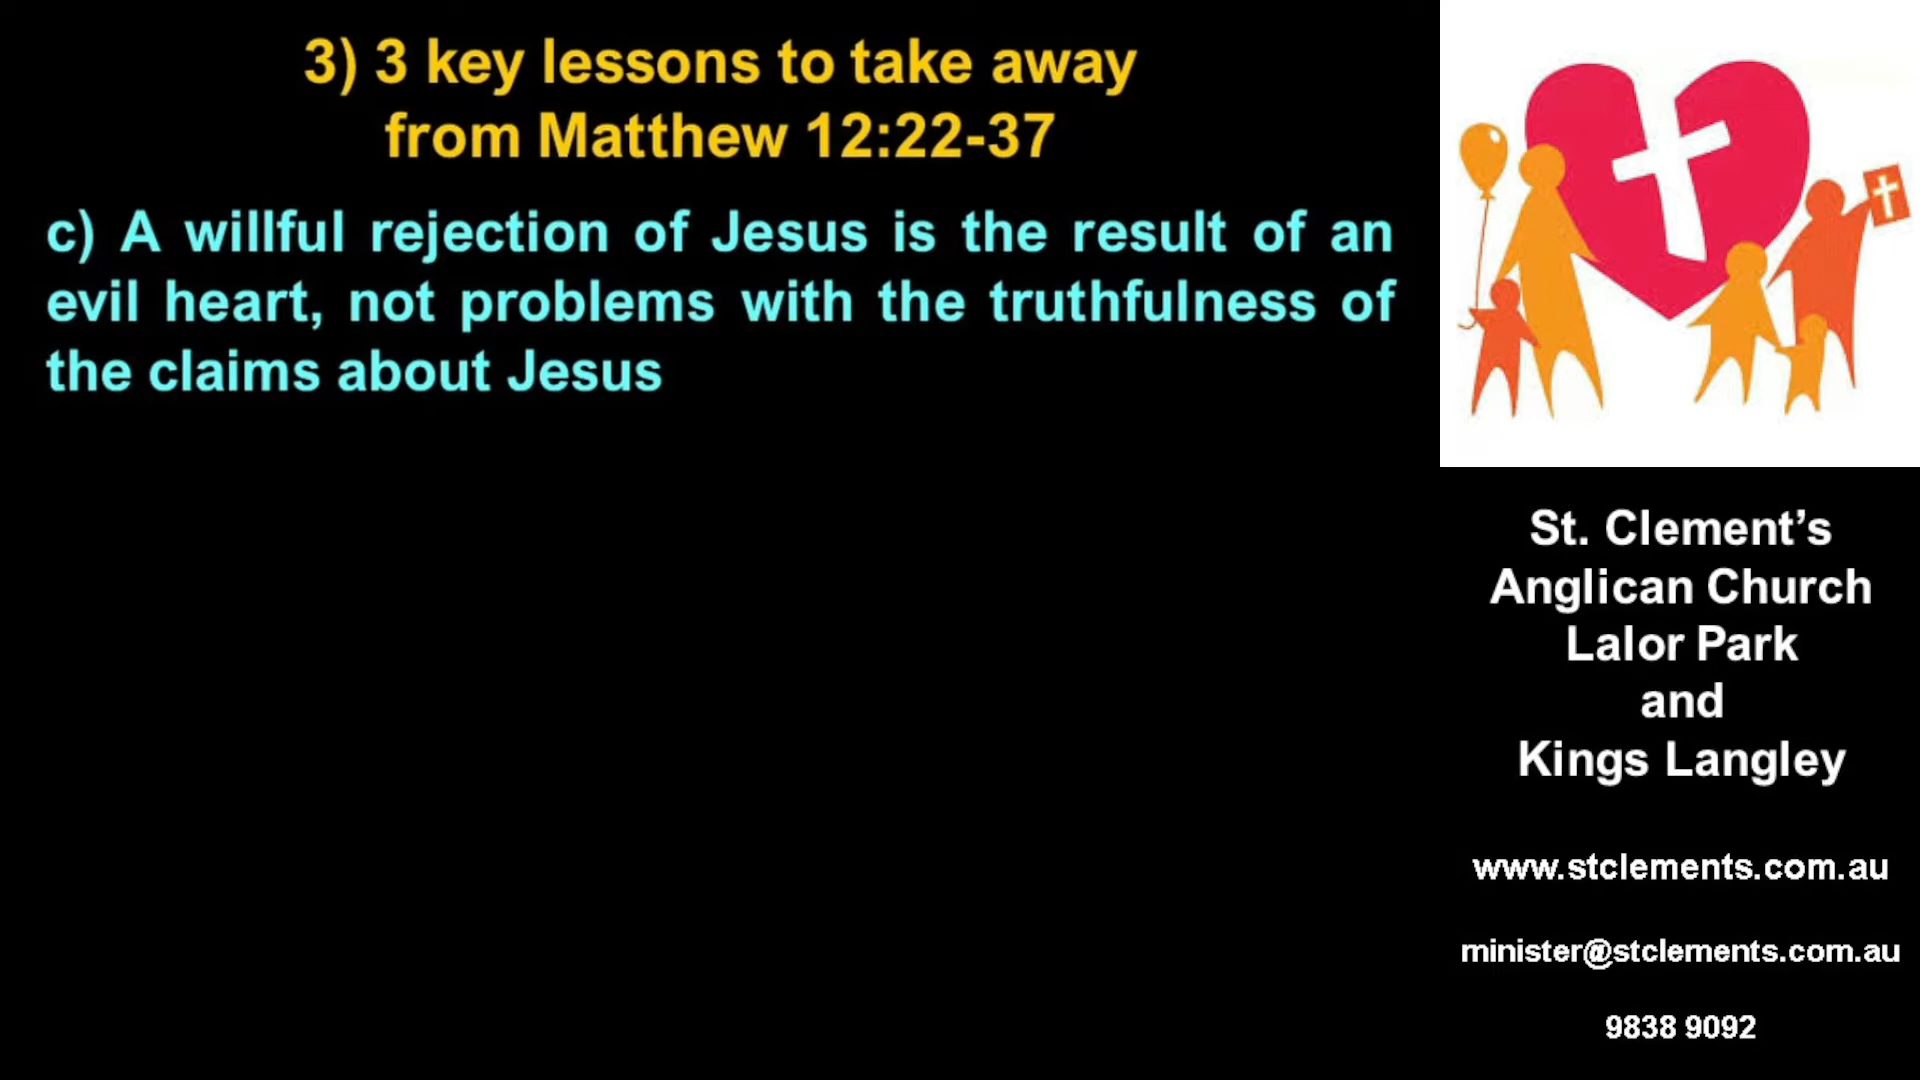 3) 3 key lessons to take away
from Matthew 12:22-37
c) A willful rejection of Jesus is the result of an
evil heart, not problems with the truthfulness of
the claims about Jesus
St. Clement’s
Anglican Church
Lalor Park
and
Kings Langley
www.stclements.com.au
minister@stclements.com.au
9838 9092